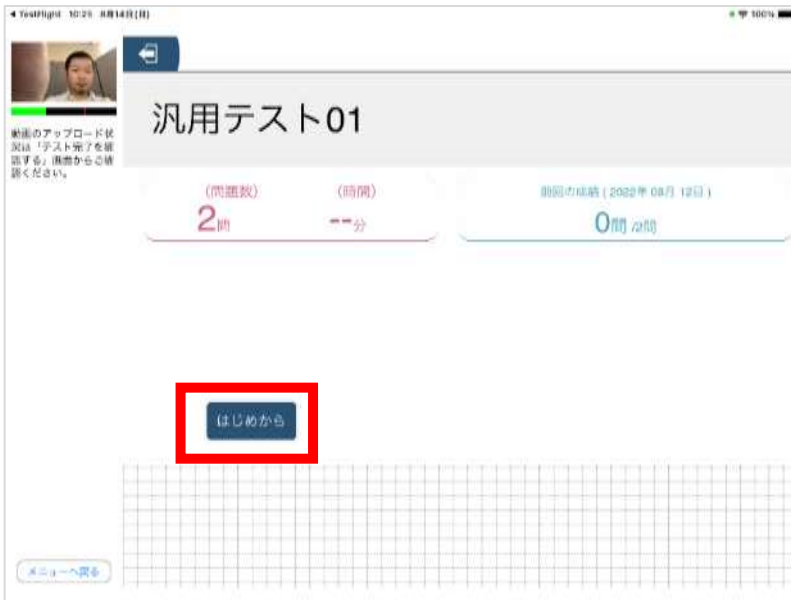 ◀ TestFlight 10:25 8月14日(日)
100%
動画のアップロード状
況は「テスト完了を確
認する」画面からご確
認ください。
汎用テスト01
(問題数)
(時間)
2問
--分
前回の成績 ( 2022年 08月 12日 )
0問 /2問
はじめから
メニューへ戻る